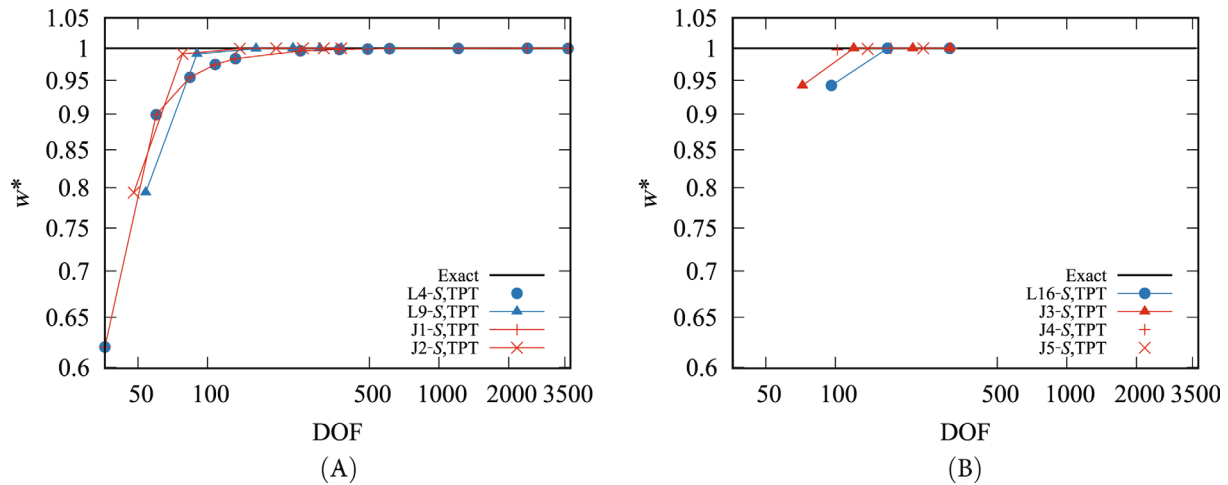 1.05
1
0.95
0.9
0.85
0.8
0.75
0.7
0.65
0.6
w*
Exact
L4-S,TPT
L9-S,TPT
J1-S,TPT
J2-S,TPT
50 100 500 1000 2000 3500
DOF
(A)
1.05
1
0.95
0.9
0.85
0.8
0.75
0.7
0.65
0.6
w*
Exact
L16-S,TPT
J3-S,TPT
J4-S,TPT
J5-S,TPT
50 100 500 1000 2000 3500
DOF
(B)